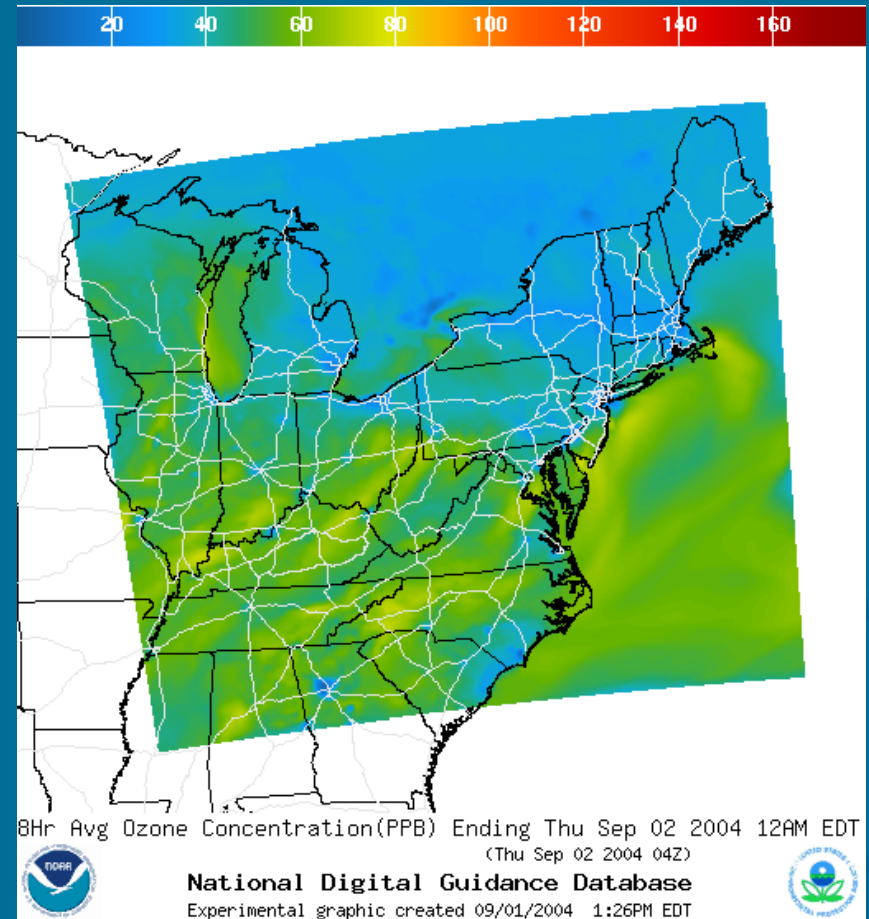 20 40 60 80 100 120 140 160
8Hr Avg Ozone Concentration(PPB) Ending Thu Sep 02 2004 12AM EDT
(Thu Sep 02 2004 04Z)
National Digital Guidance Database
Experimental graphic created 09/01/2004 1:26PM EDT
NOAA